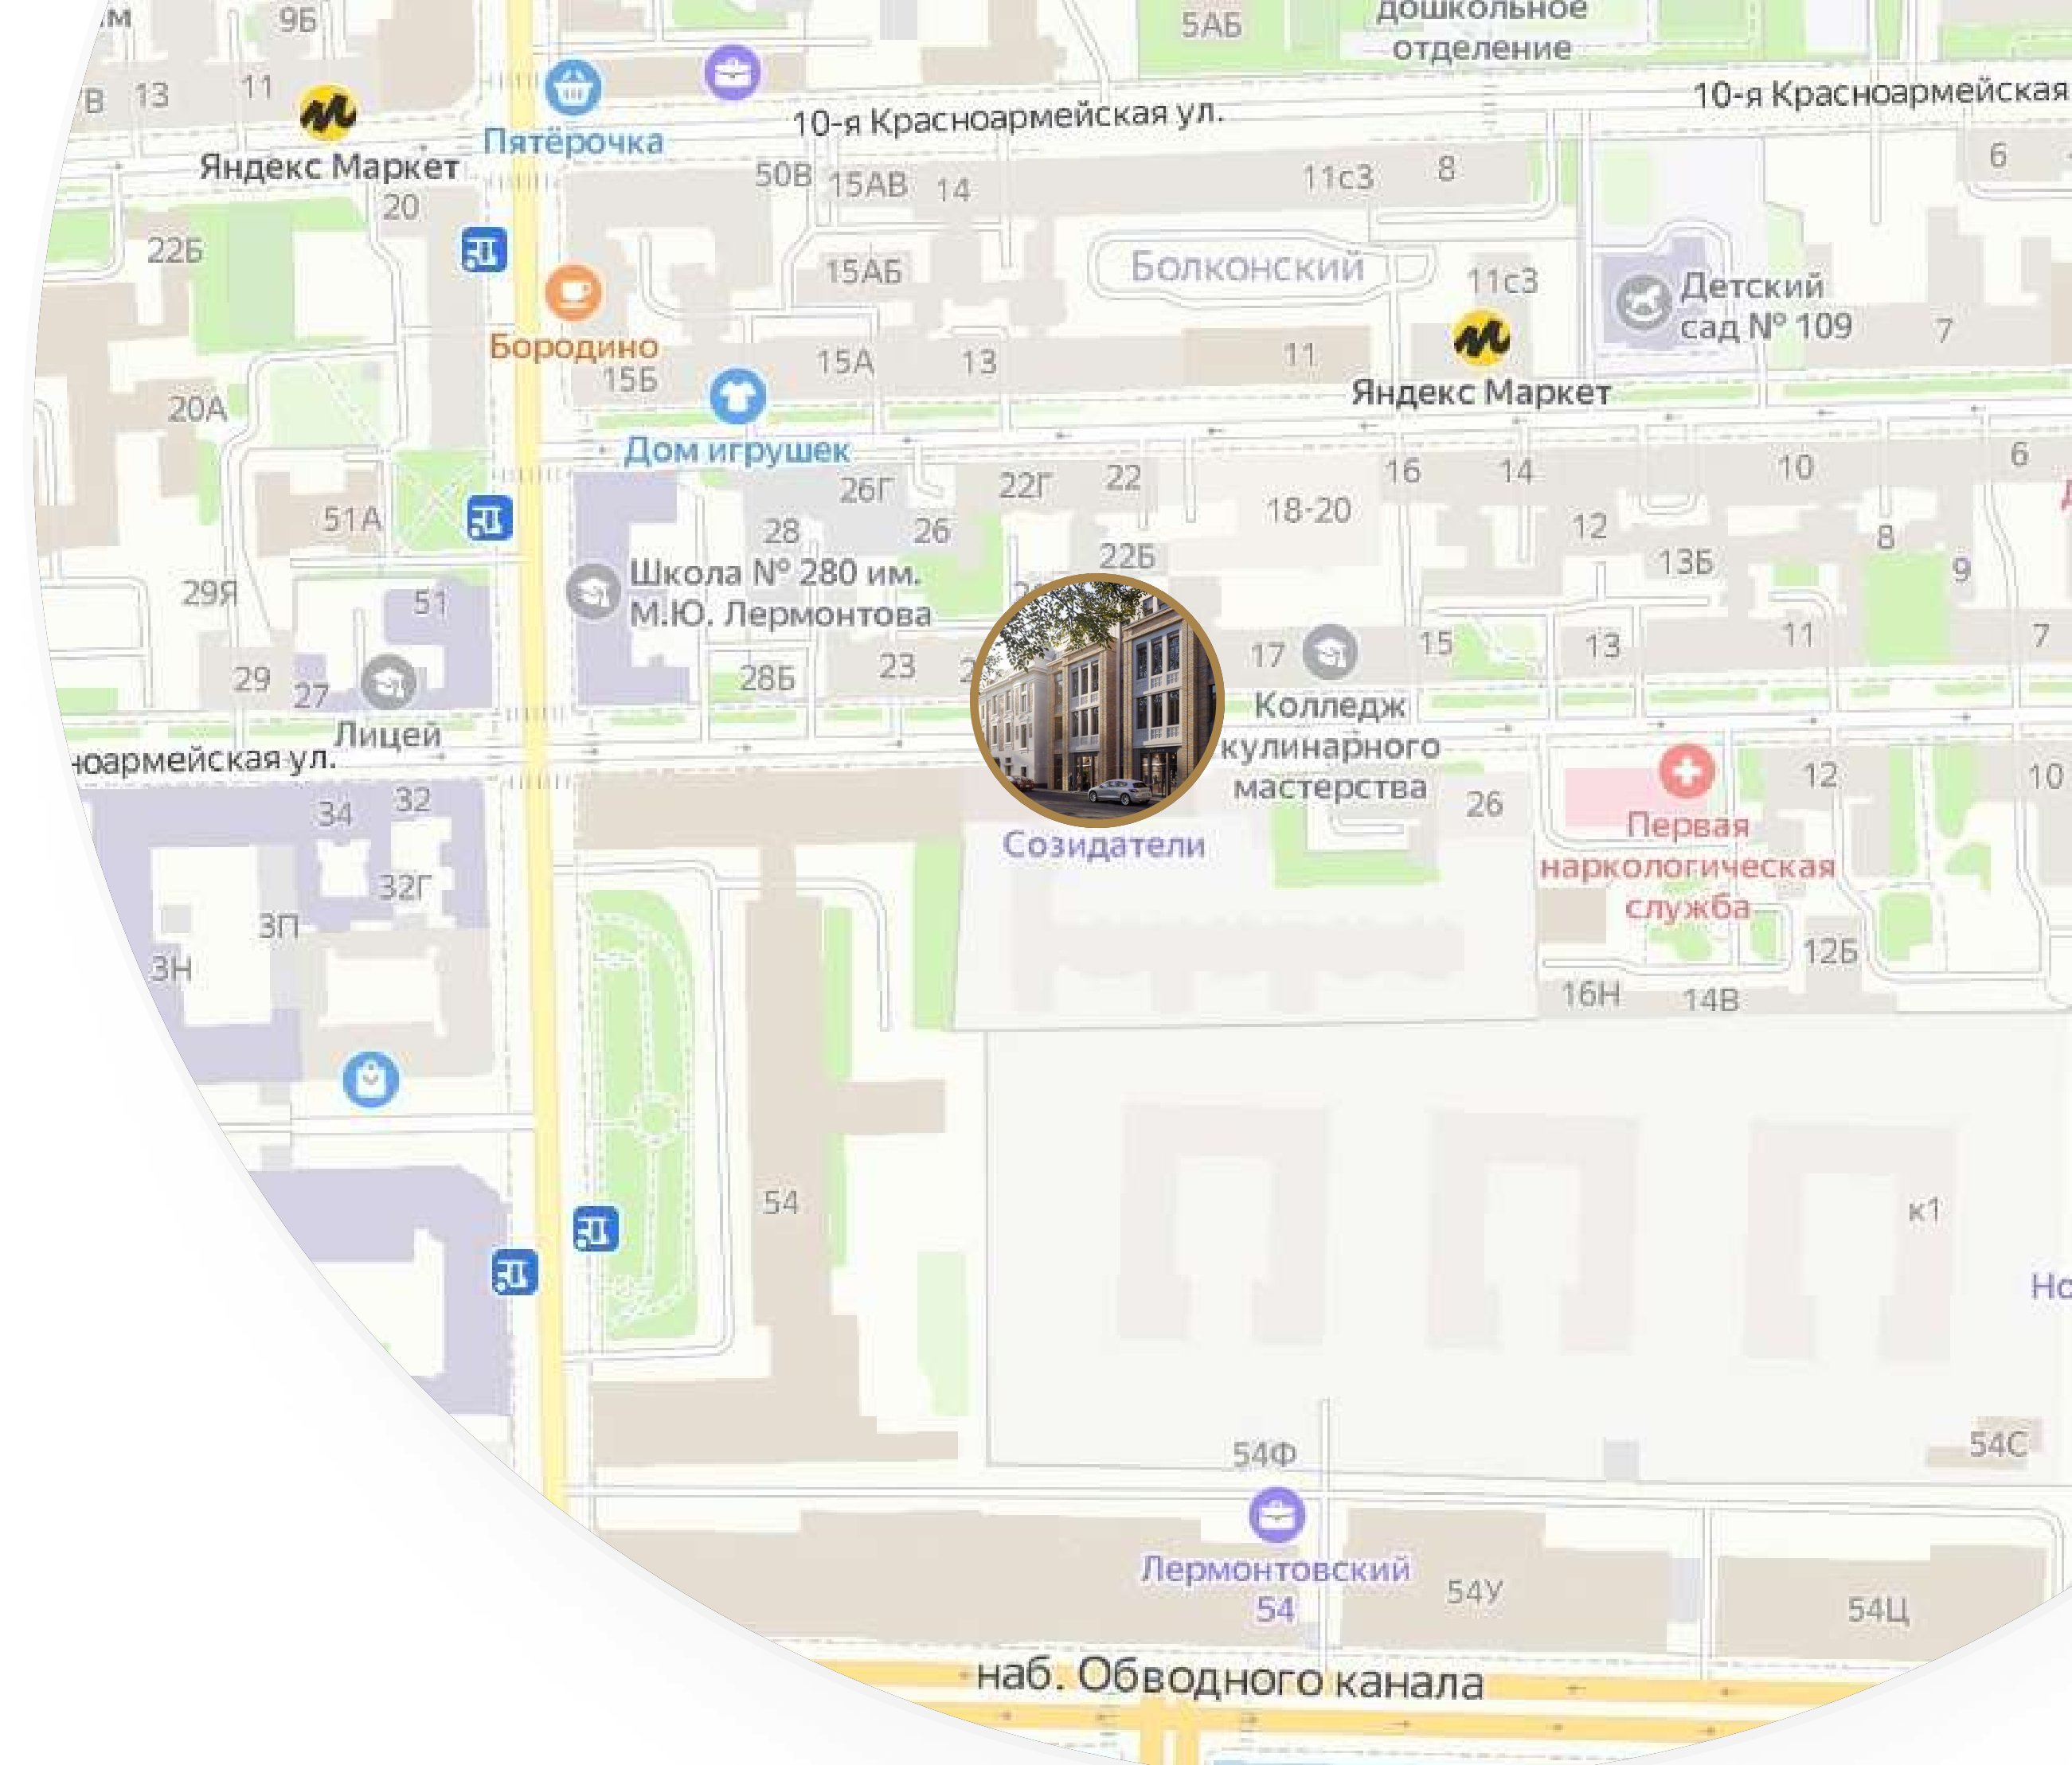 9Б
5АБ
дошкольное
отделение
В
13
11
Яндекс Маркет
Пятёрочка
10-я Красноармейская ул.
10-я Красноармейская
20
22Б
50В
15АВ
14
11с3
8
6
15АБ
Болконский
11с3
Детский
сад № 109
7
Бородино
15Б
15А
13
11
Яндекс Маркет
20А
Дом игрушек
26Г
22Г
22
16
14
10
6
51А
28
26
18-20
12
8
22Б
13Б
9
29Я
51
Школа № 280 им.
М.Ю. Лермонтова
29
27
28Б
23
17
15
13
11
7
Лицей
Колледж
кулинарного
мастерства
ноармейская ул.
34
32
26
12
10
Созидатели
Первая
наркологическая
служба
32Г
3П
3Н
12Б
16Н
14В
54
к1
Но
54Ф
54С
Лермонтовский
54
54У
54Ц
наб. Обводного канала